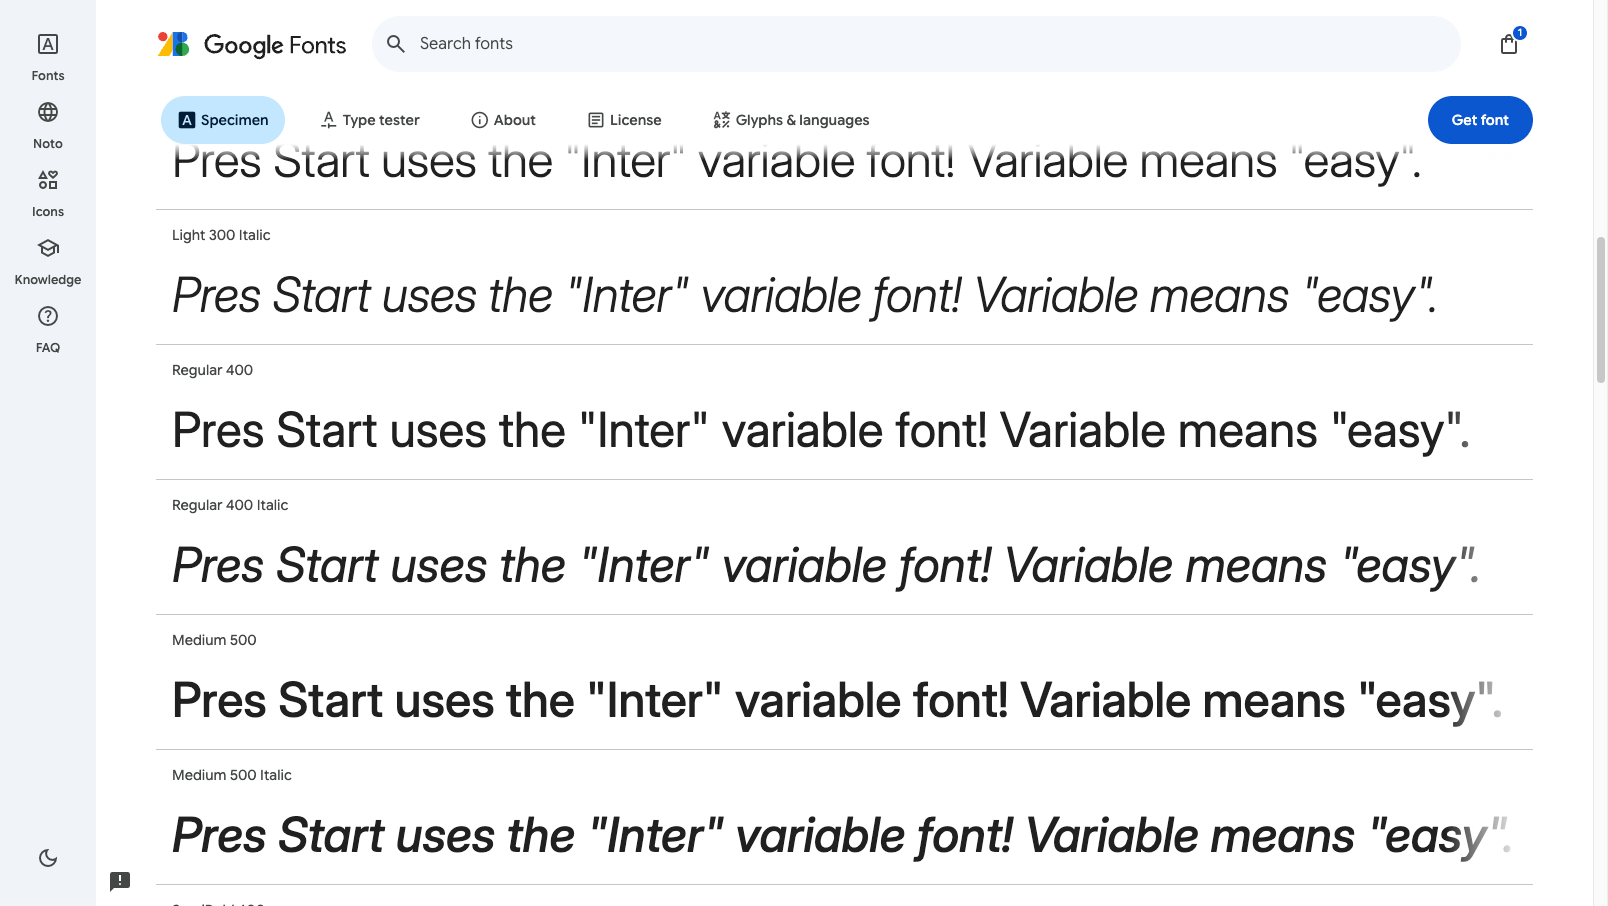 Fonts
Noto
Icons
Knowledge
FAQ
Google Fonts
Search fonts
1
Specimen
Type tester
About
License
Glyphs & languages
Get font
Pres Start uses the "Inter" variable font! Variable means "easy".
Light 300 Italic
Pres Start uses the "Inter" variable font! Variable means "easy".
Regular 400
Pres Start uses the "Inter" variable font! Variable means "easy".
Regular 400 Italic
Pres Start uses the "Inter" variable font! Variable means "easy".
Medium 500
Pres Start uses the "Inter" variable font! Variable means "easy".
Medium 500 Italic
Pres Start uses the "Inter" variable font! Variable means "easy".